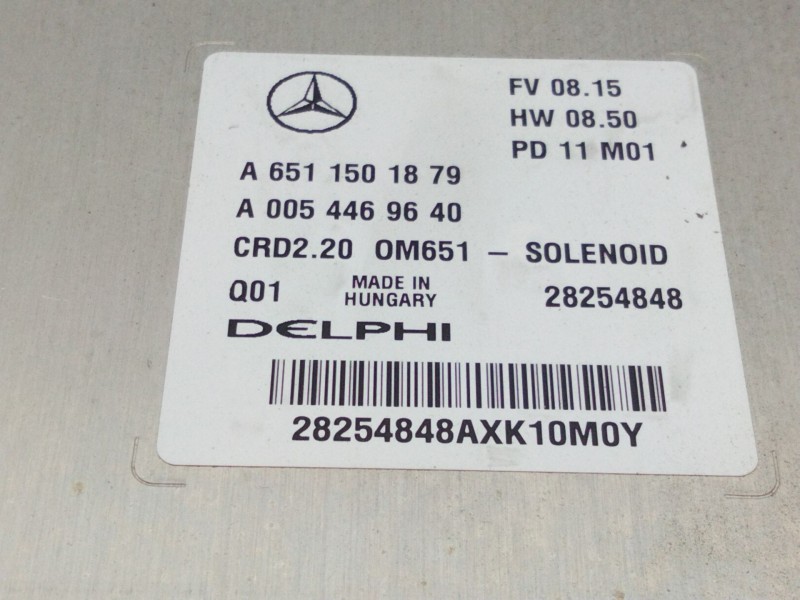 FV 08.15
HW 08.50
PD 11 M01
A 651 150 18 79
A 005 446 96 40
CRD2.20 OM651 – SOLENOID
Q01 MADE IN HUNGARY 28254848
DELPHI
28254848AXK10M0Y